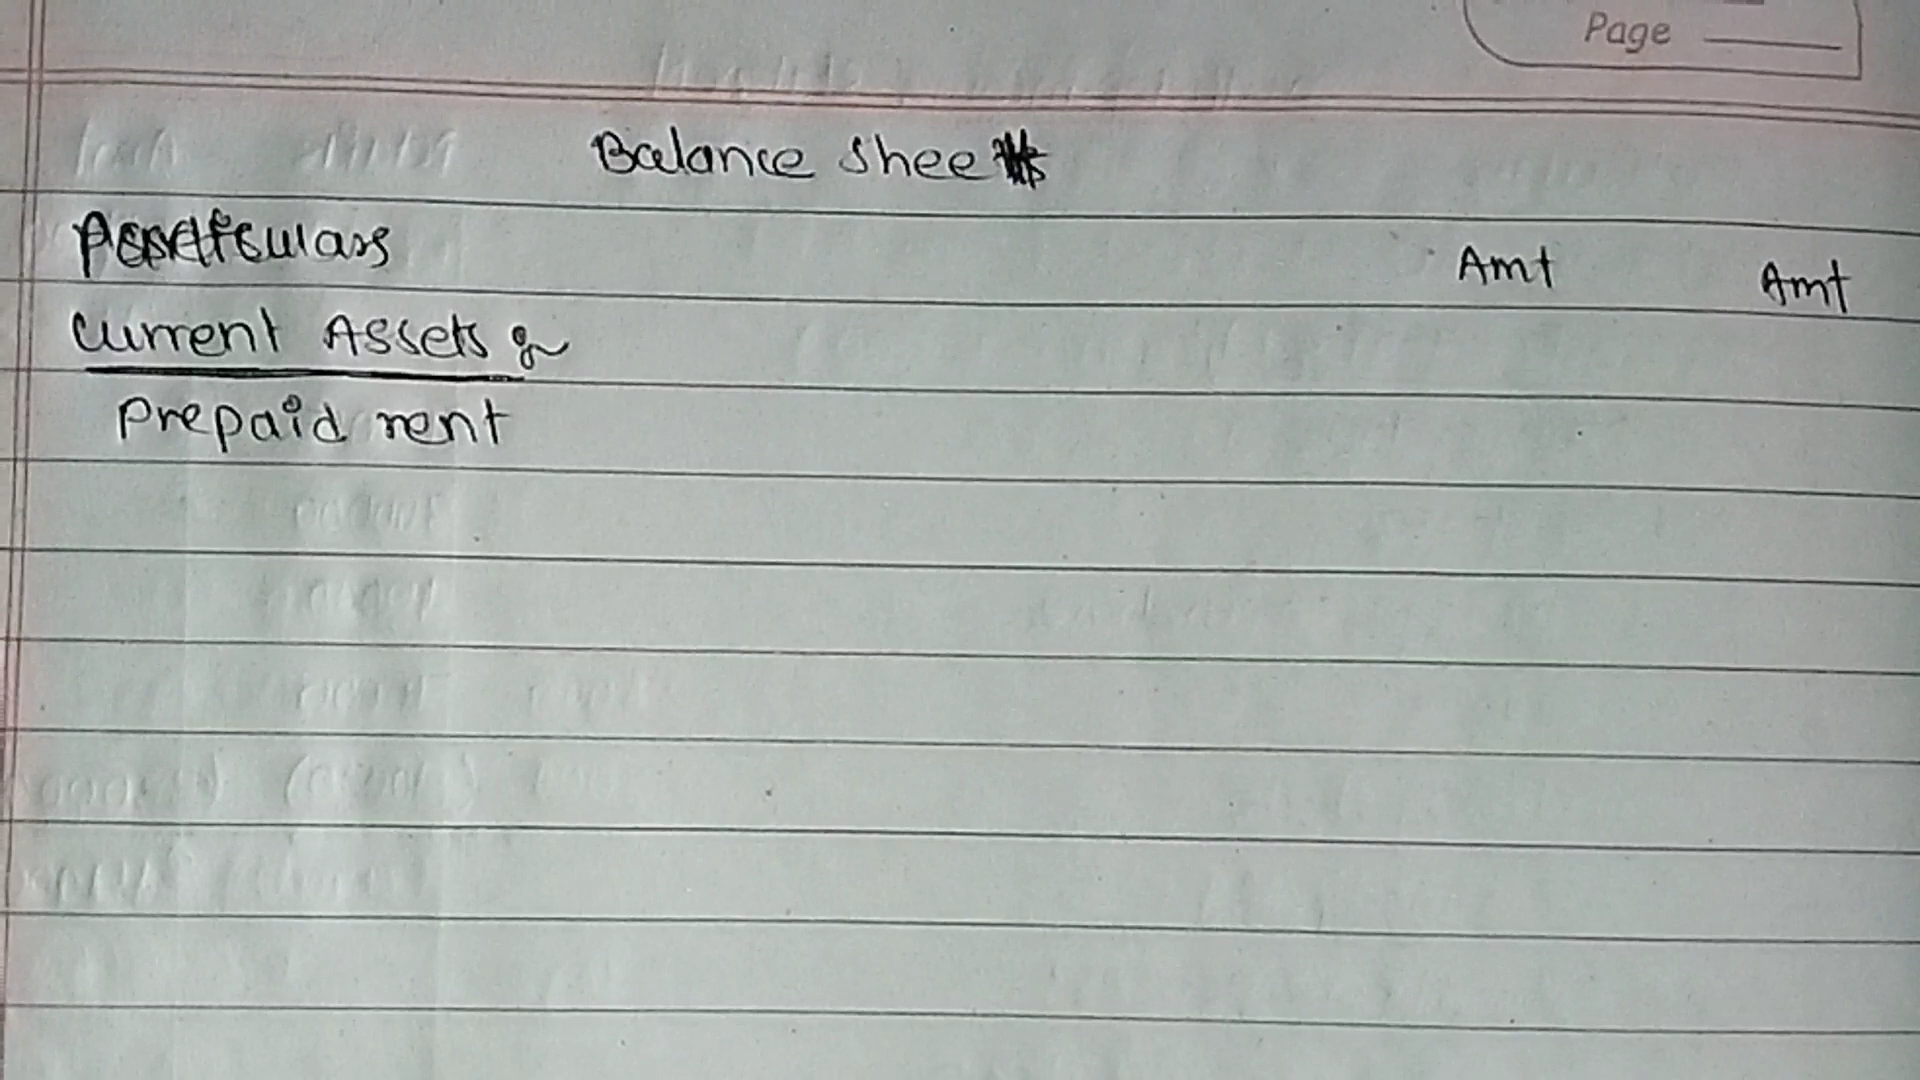 Page
Balance sheet
Particulars Amt Amt
Current Assets :-
Prepaid rent